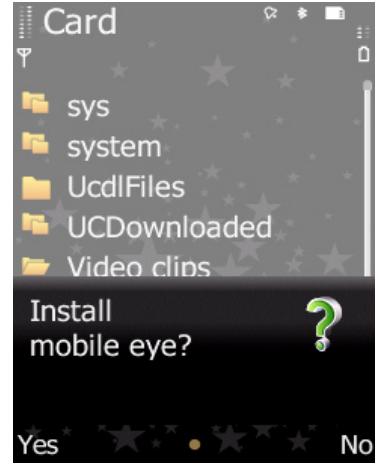 Card
sys
system
UcdlFiles
UCDownloaded
Video clips
Install
mobile eye?
Yes
No